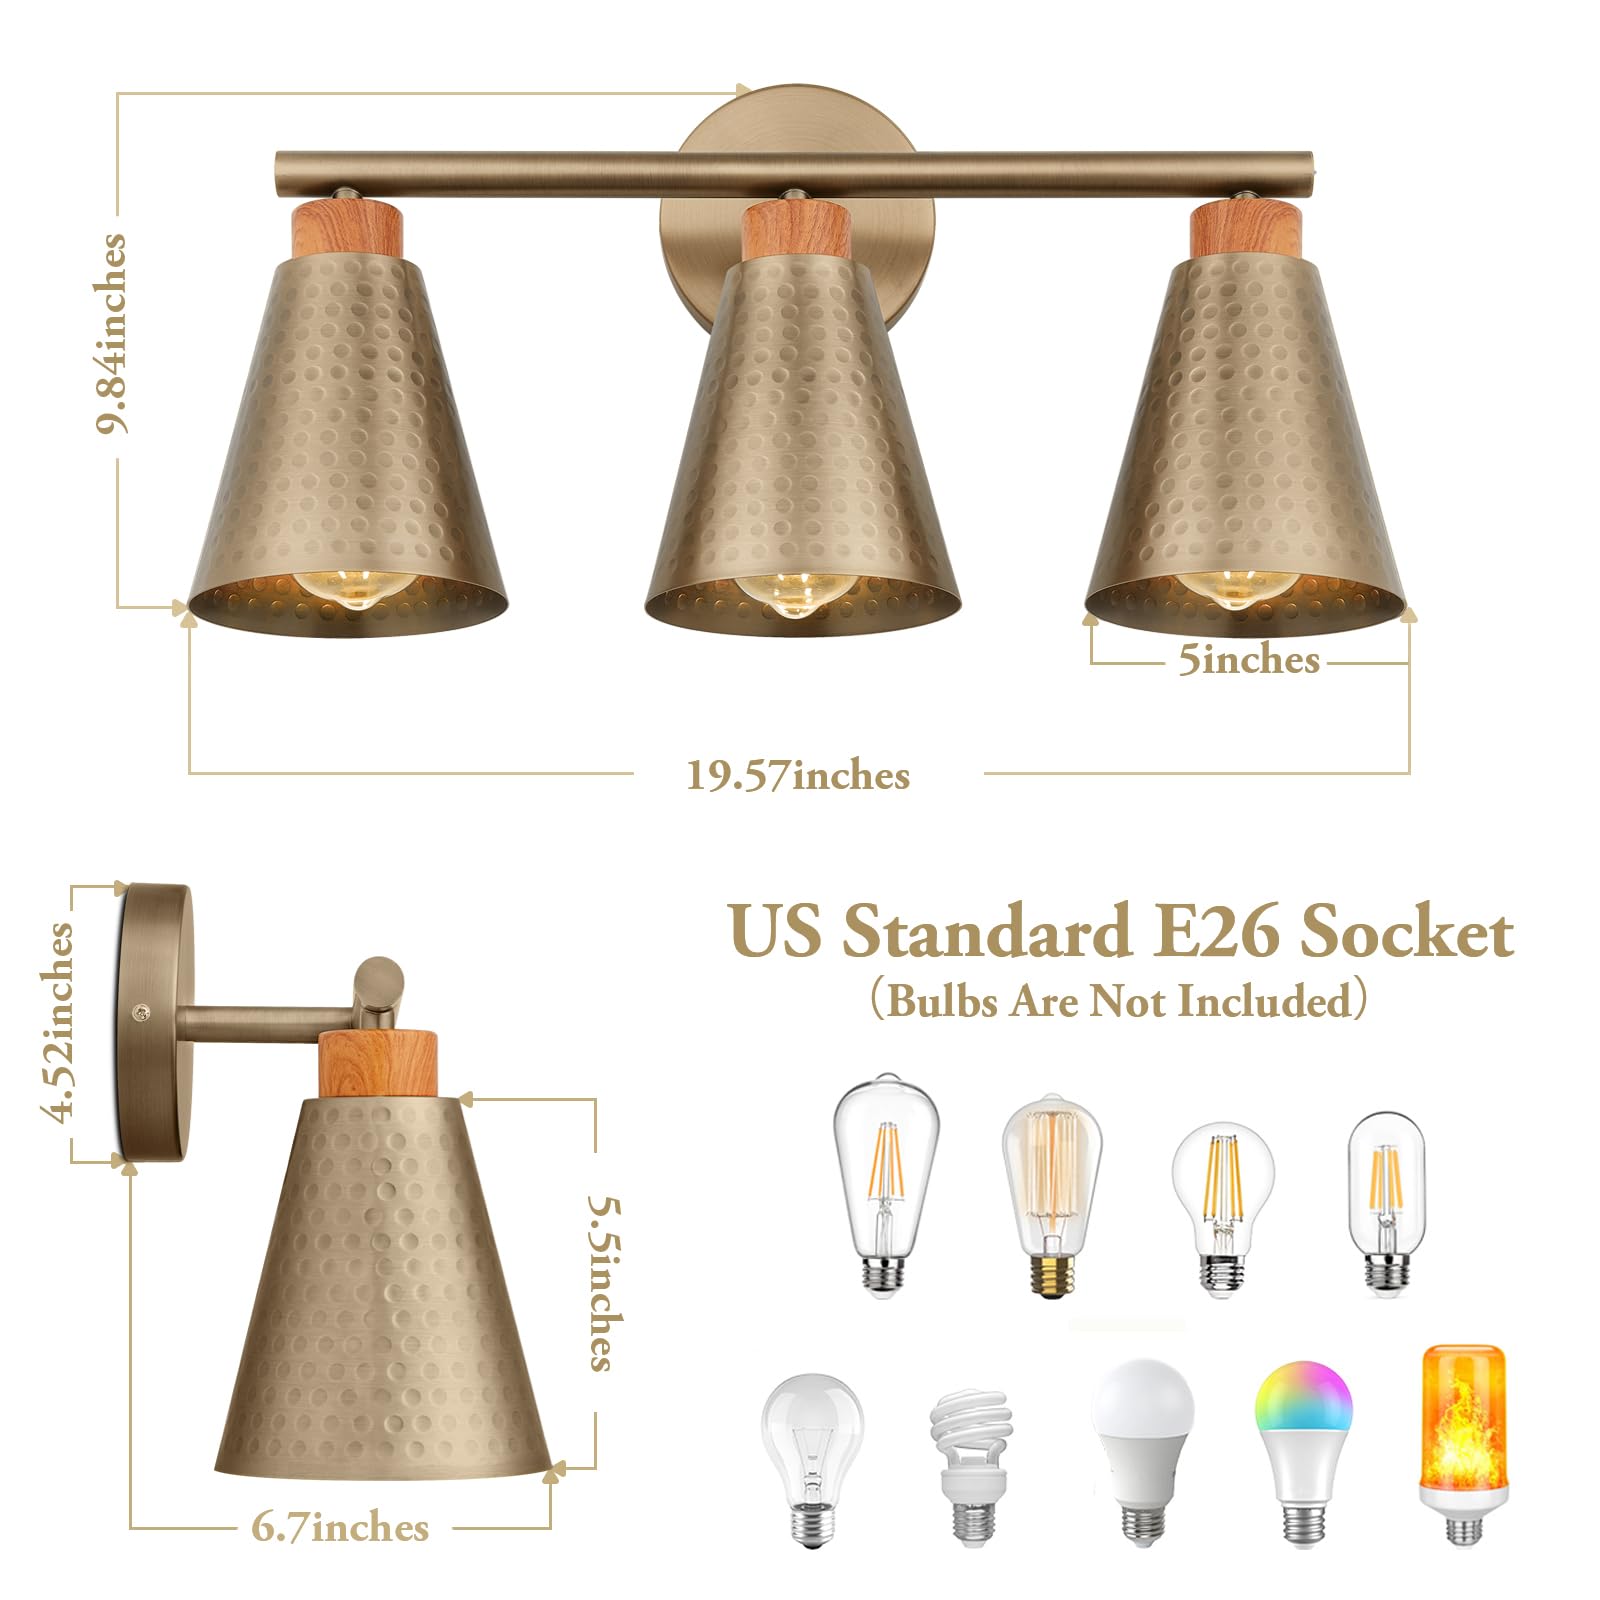 9.84inches
5inches
19.57inches
4.52inches
5.5inches
6.7inches
US Standard E26 Socket
（Bulbs Are Not Included）